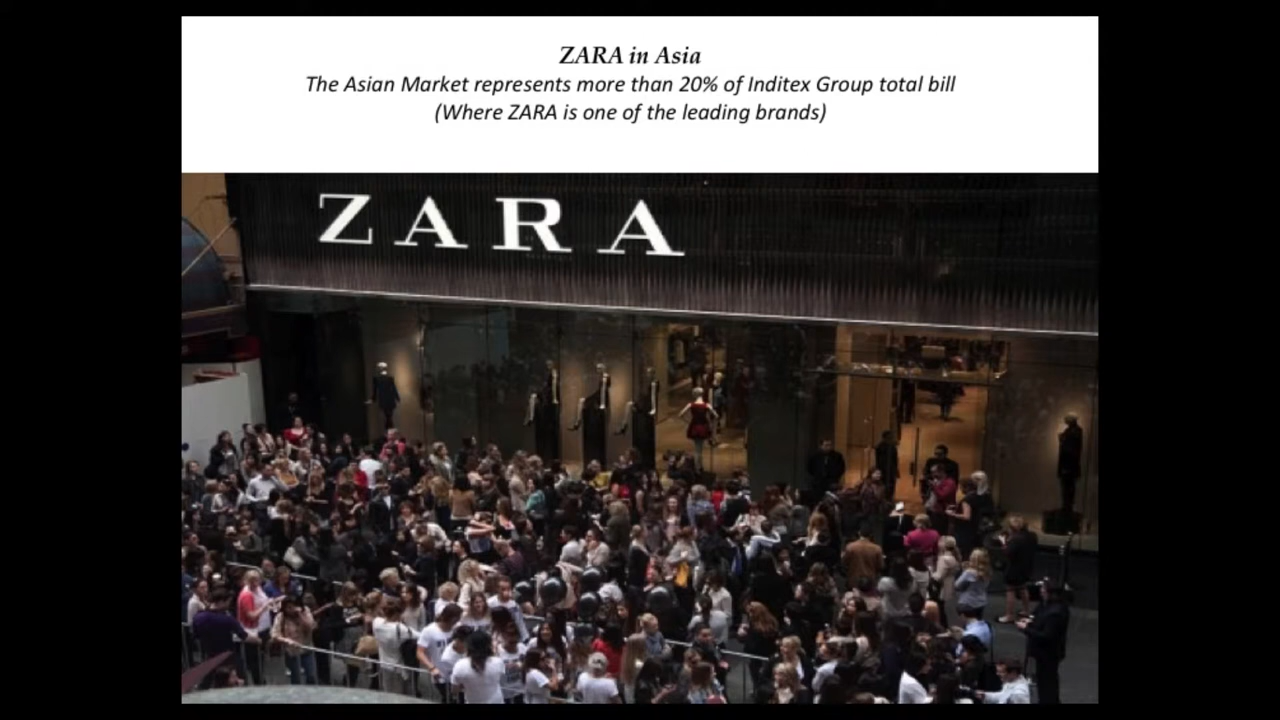 ZARA in Asia
The Asian Market represents more than 20% of Inditex Group total bill
(Where ZARA is one of the leading brands)
ZARA